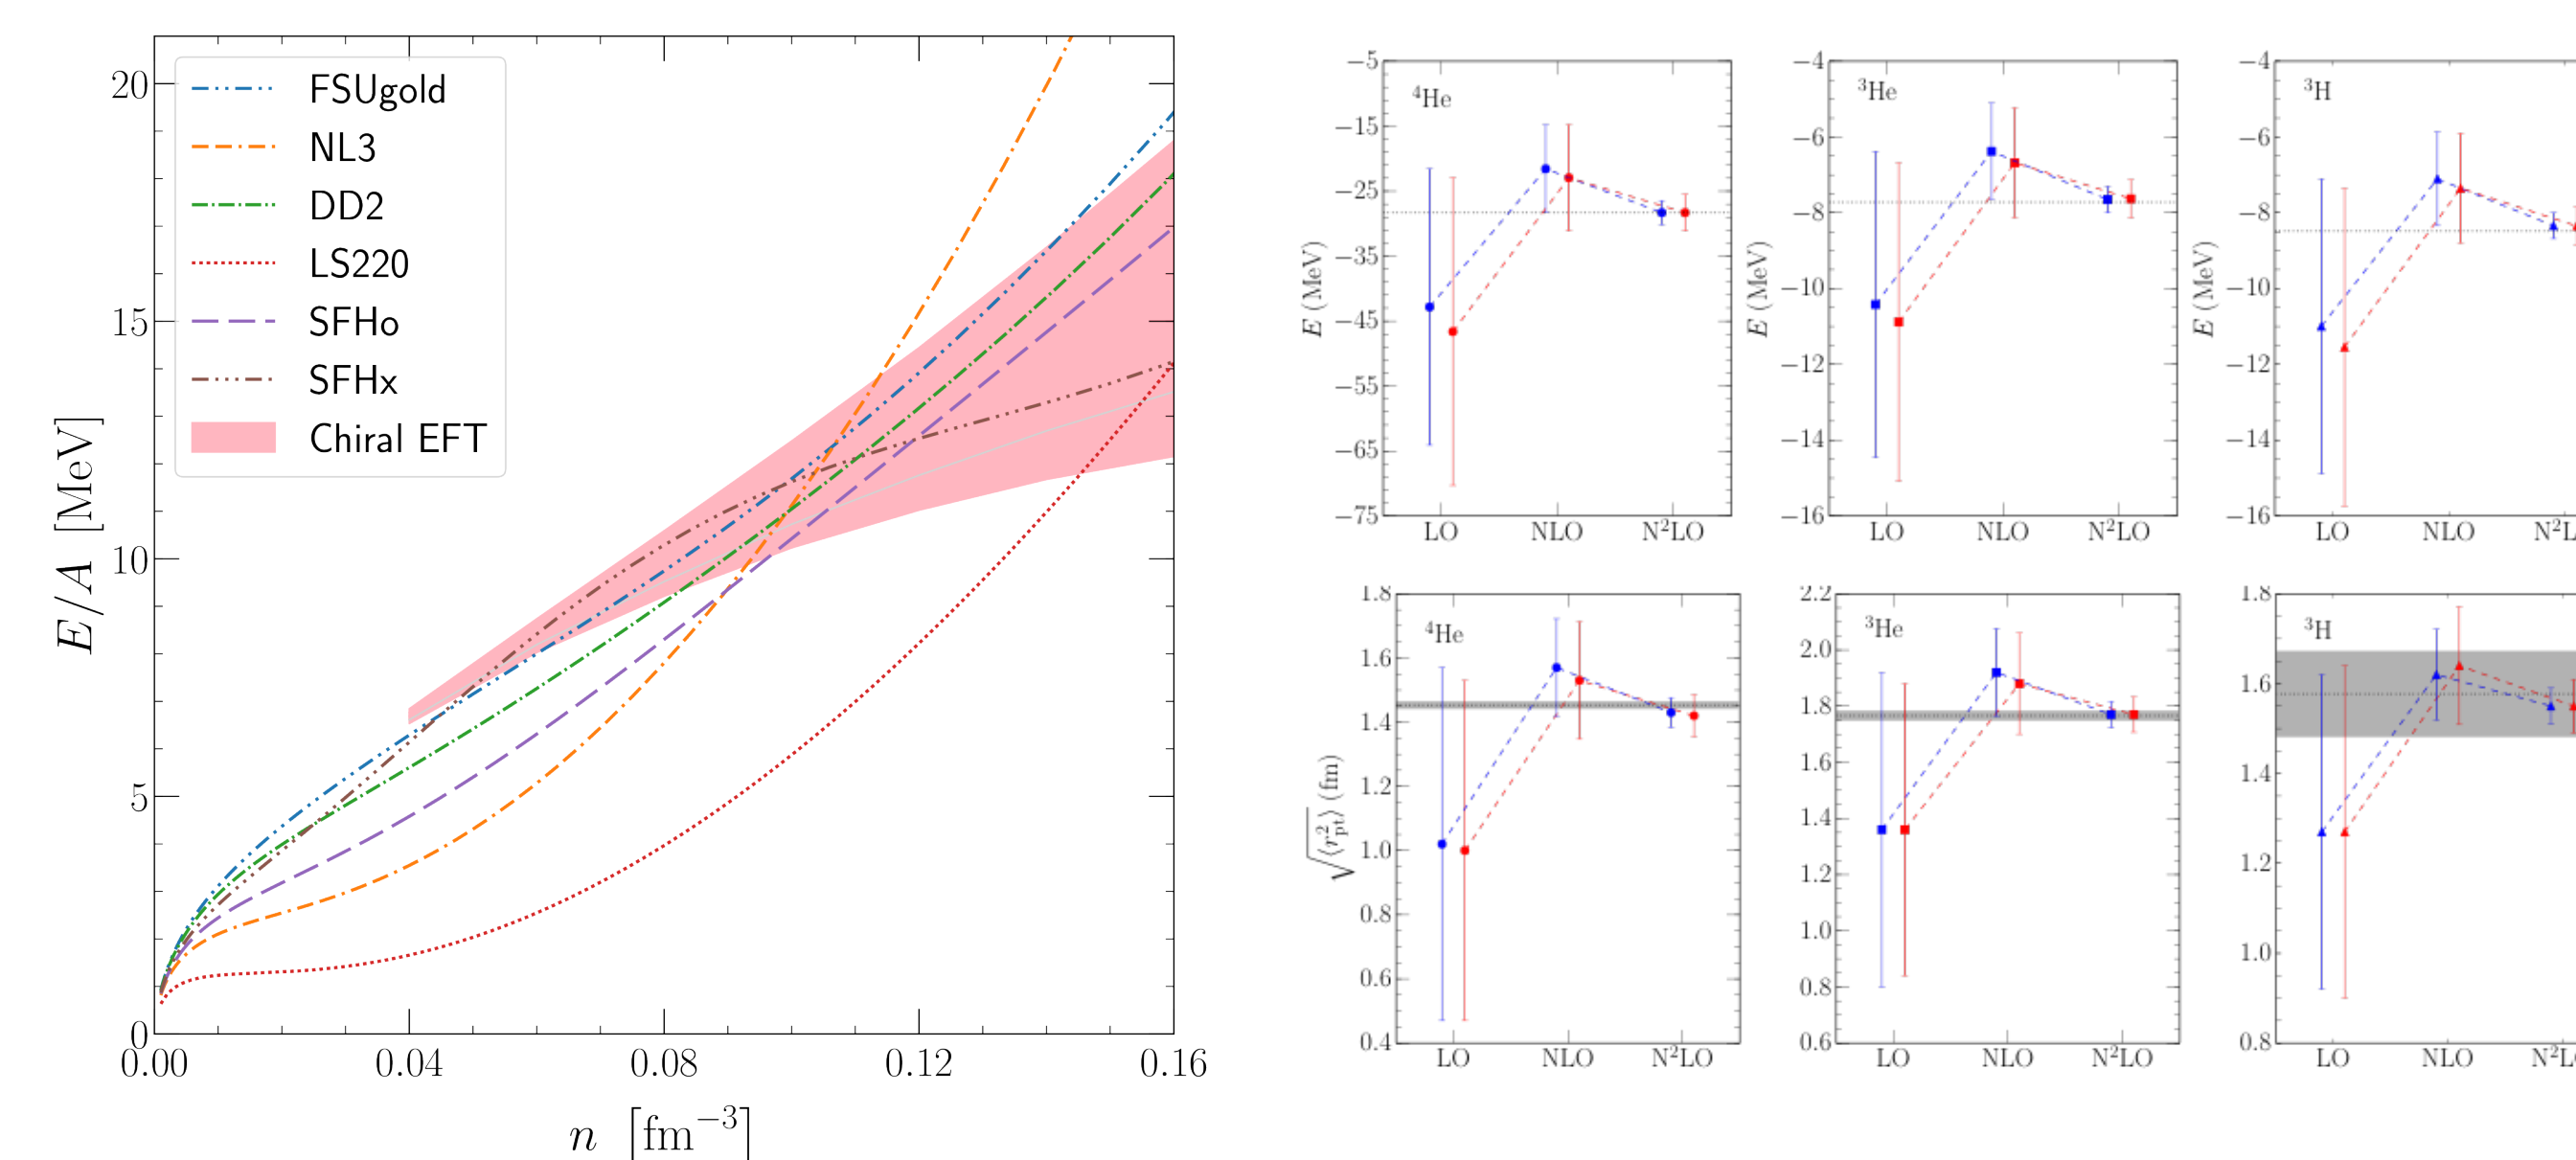 FSUgold
NL3
DD2
LS220
SFHo
SFHx
Chiral EFT
20
15
10
5
0
E/A [MeV]
0.00 0.04 0.08 0.12 0.16
n [fm⁻³]
⁴He
−5
−15
−25
−35
−45
−55
−65
−75
E (MeV)
LO NLO N²LO
³He
−4
−6
−8
−10
−12
−14
−16
E (MeV)
LO NLO N²LO
³H
−4
−6
−8
−10
−12
−14
−16
E (MeV)
LO NLO N²L
⁴He
1.8
1.6
1.4
1.2
1.0
0.8
0.6
0.4
√⟨r²pt⟩ (fm)
LO NLO N²LO
³He
2.2
2.0
1.8
1.6
1.4
1.2
1.0
0.8
0.6
LO NLO N²LO
³H
1.8
1.6
1.4
1.2
1.0
0.8
LO NLO N²L